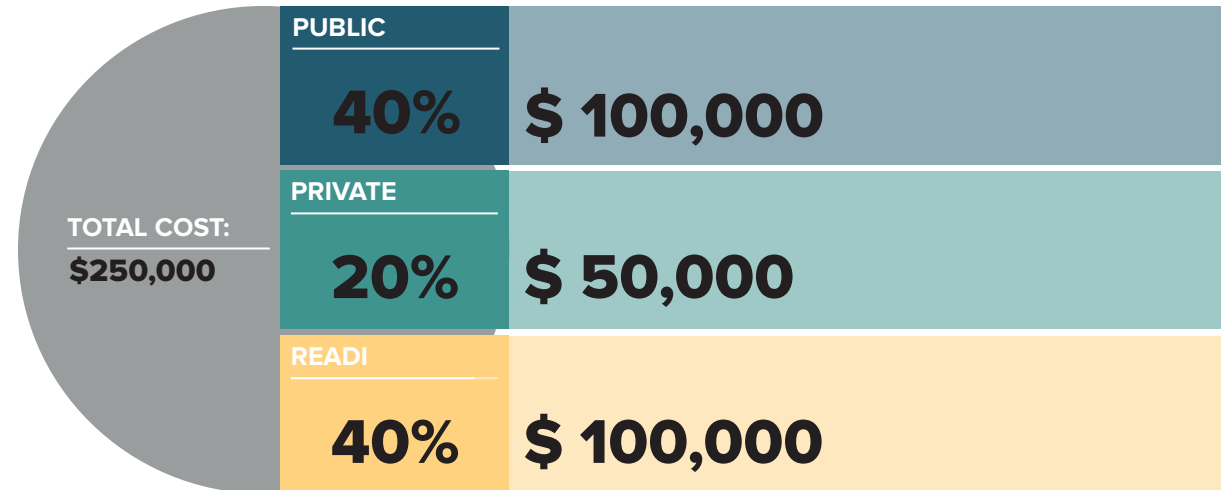 PUBLIC
40% $ 100,000
PRIVATE
TOTAL COST:
$250,000
20% $ 50,000
READI
40% $ 100,000